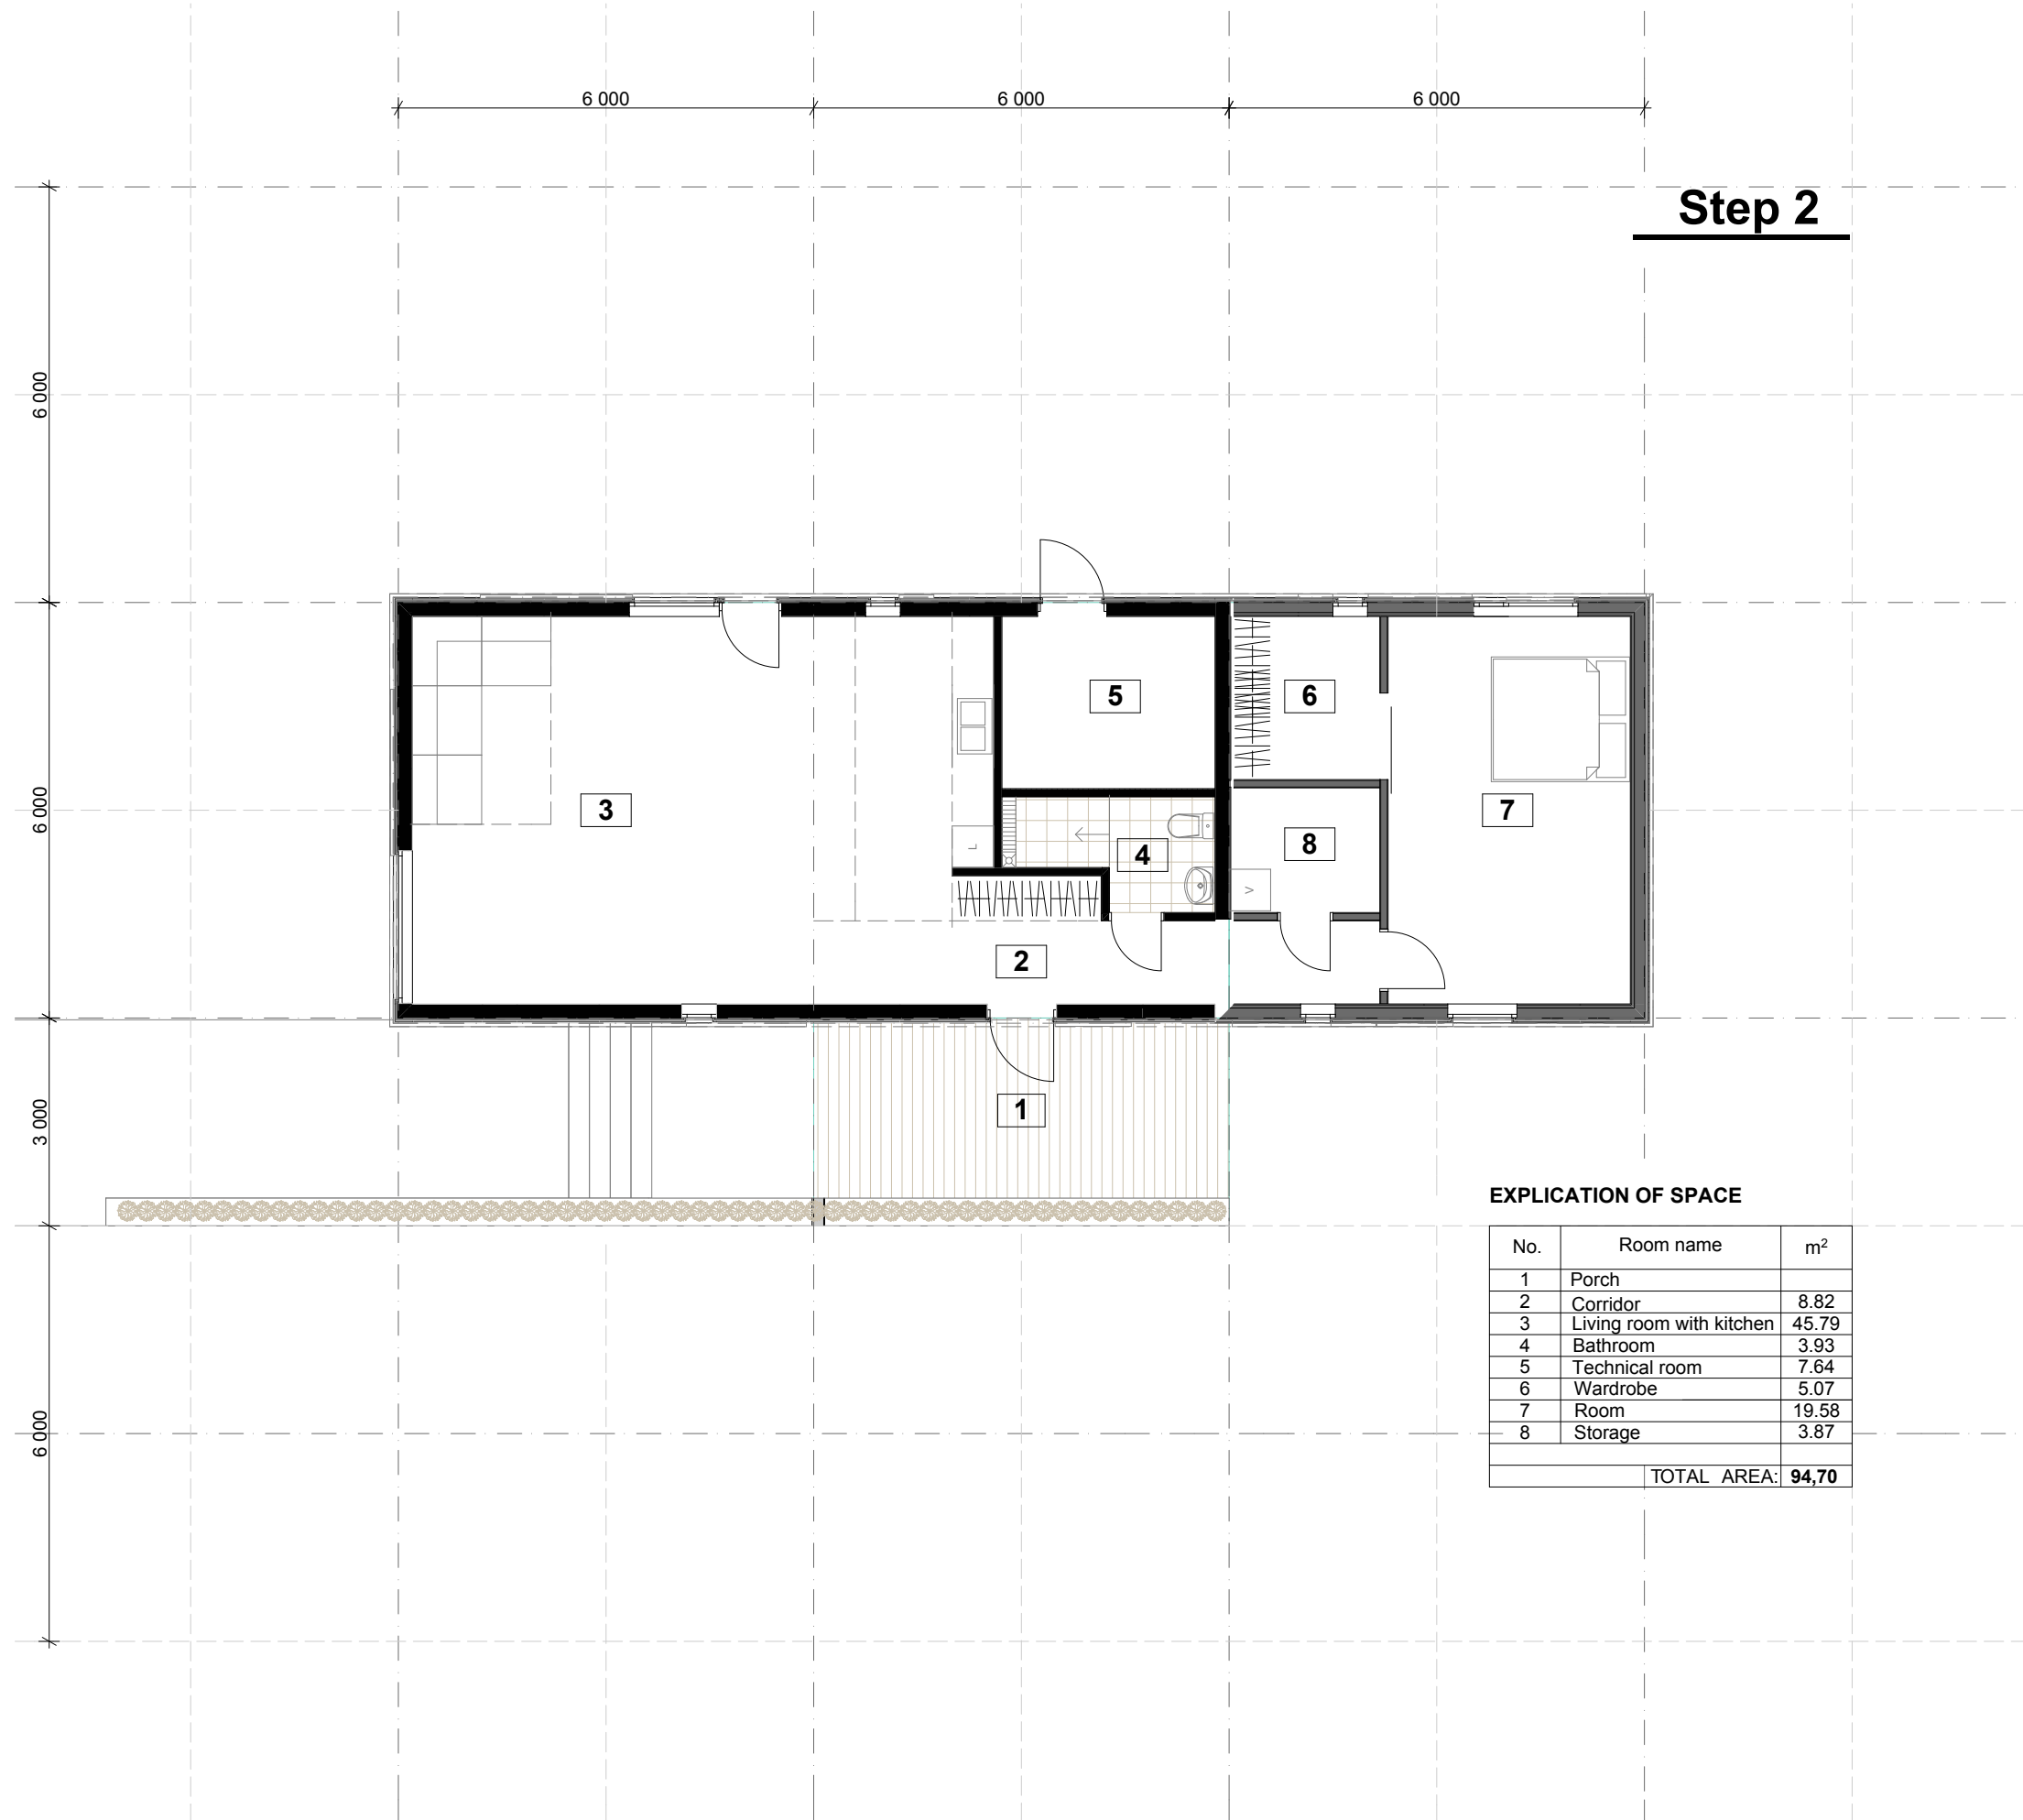 6 000 6 000 6 000
Step 2
6 000
6 000
3 000
6 000
5
6
3
7
8
4
L
V
2
1
EXPLICATION OF SPACE
No. Room name m²
1 Porch
2 Corridor 8.82
3 Living room with kitchen 45.79
4 Bathroom 3.93
5 Technical room 7.64
6 Wardrobe 5.07
7 Room 19.58
8 Storage 3.87
TOTAL AREA: 94,70